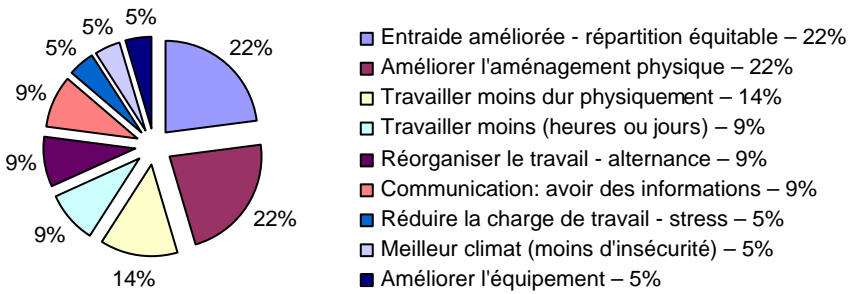 5%
5%
5%
22%
9%
9%
9%
22%
14%
Entraide améliorée - répartition équitable – 22%
Améliorer l'aménagement physique – 22%
Travailler moins dur physiquement – 14%
Travailler moins (heures ou jours) – 9%
Réorganiser le travail - alternance – 9%
Communication: avoir des informations – 9%
Réduire la charge de travail - stress – 5%
Meilleur climat (moins d'insécurité) – 5%
Améliorer l'équipement – 5%